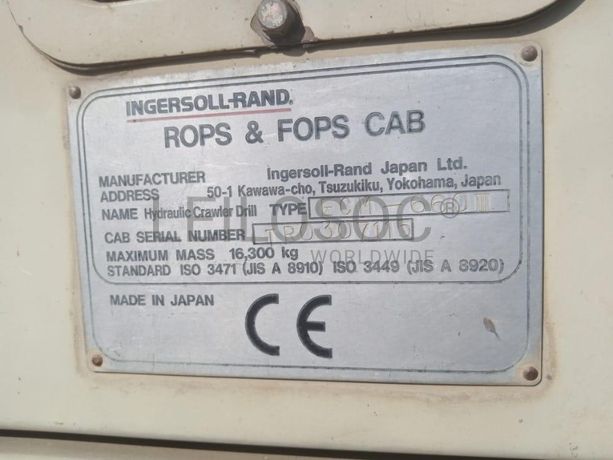 INGERSOLL-RAND®
ROPS & FOPS CAB
MANUFACTURER Ingersoll-Rand Japan Ltd.
ADDRESS 50-1 Kawawa-cho, Tsuzukiku, Yokohama, Japan
NAME Hydraulic Crawler Drill TYPE
LEILOSOC®
CAB SERIAL NUMBER
WORLDWIDE
MAXIMUM MASS 16,300 kg
STANDARD ISO 3471 (JIS A 8910) ISO 3449 (JIS A 8920)
MADE IN JAPAN
CE